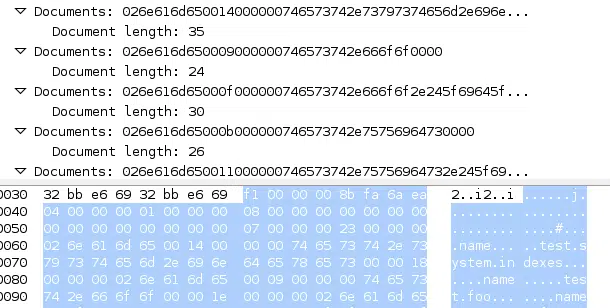 Documents: 026e616d650014000000746573742e73797374656d2e696e...
Document length: 35
Documents: 026e616d650009000000746573742e666f6f0000
Document length: 24
Documents: 026e616d65000f000000746573742e666f6f2e245f69645f...
Document length: 30
Documents: 026e616d65000b000000746573742e75756964730000
Document length: 26
Documents: 026e616d650011000000746573742e75756964732e245f69...
0030 32 bb e6 69 32 bb e6 69 f1 00 00 00 8b fa 6a ea 2..i2..i ......j.
0040 04 00 00 00 01 00 00 00 08 00 00 00 00 00 00 00 ........ ........
0050 00 00 00 00 00 00 00 00 07 00 00 00 23 00 00 00 ........ ....#...
0060 02 6e 61 6d 65 00 14 00 00 00 74 65 73 74 2e 73 .name... ..test.s
0070 79 73 74 65 6d 2e 69 6e 64 65 78 65 73 00 00 18 ystem.in dexes...
0080 00 00 00 02 6e 61 6d 65 00 09 00 00 00 74 65 73 ....name .....tes
0090 74 2e 66 6f 6f 00 00 1e 00 00 00 02 6e 61 6d 65 t.foo... ....name